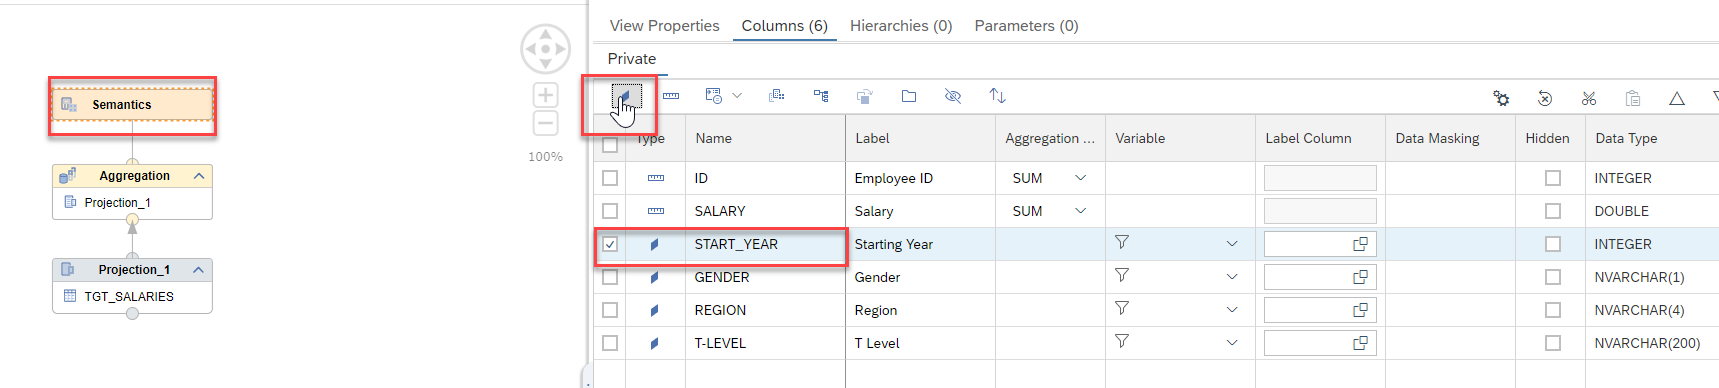 Semantics
Aggregation
Projection_1
Projection_1
TGT_SALARIES
100%
View Properties Columns (6) Hierarchies (0) Parameters (0)
Private
Type Name Label Aggregation ... Variable Label Column Data Masking Hidden Data Type
ID Employee ID SUM INTEGER
SALARY Salary SUM DOUBLE
START_YEAR Starting Year INTEGER
GENDER Gender NVARCHAR(1)
REGION Region NVARCHAR(4)
T-LEVEL T Level NVARCHAR(200)